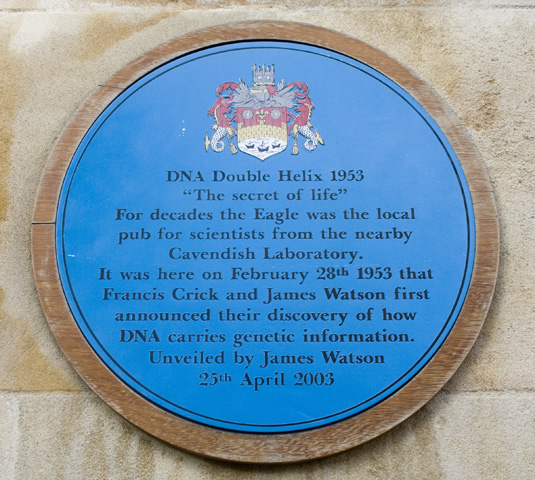 DNA Double Helix 1953
“The secret of life”
For decades the Eagle was the local
pub for scientists from the nearby
Cavendish Laboratory.
It was here on February 28th 1953 that
Francis Crick and James Watson first
announced their discovery of how
DNA carries genetic information.
Unveiled by James Watson
25th April 2003